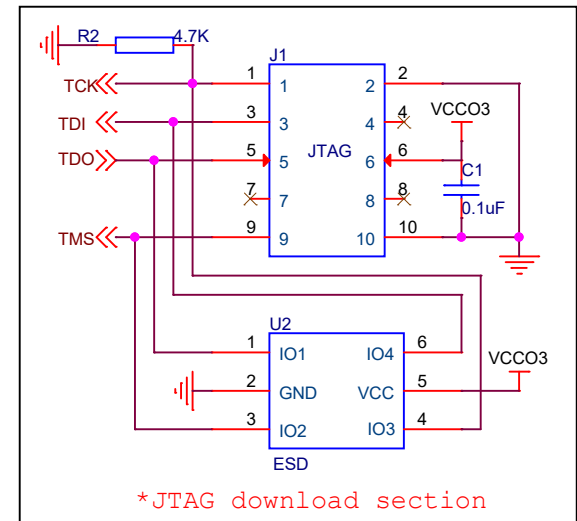 R2 4.7K
J1
TCK 1 1 2 2
4 4
VCCO3
TDI 3 3
TDO 5 5 JTAG 6 6
C1
7 7 8 8
0.1uF
TMS 9 9 10 10
U2
1 IO1 IO4 6
VCCO3
2 GND VCC 5
3 IO2 IO3 4
ESD
*JTAG download section